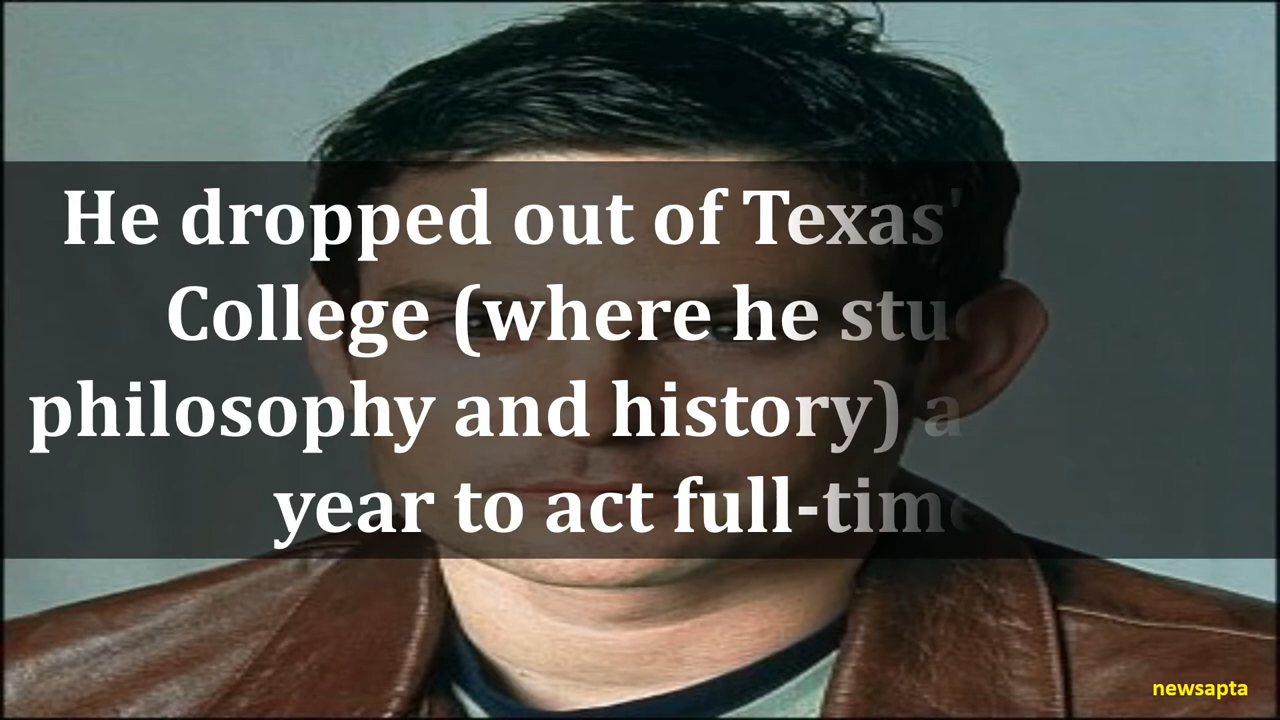 He dropped out of Texas'
College (where he
philosophy and history)
year to act full-time
newsapta